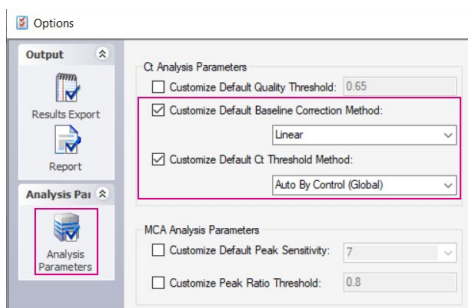 Options
Output
Results Export
Report
Analysis Par
Analysis
Parameters
Ct Analysis Parameters
Customize Default Quality Threshold: 0.65
Customize Default Baseline Correction Method:
Linear
Customize Default Ct Threshold Method:
Auto By Control (Global)
MCA Analysis Parameters
Customize Default Peak Sensitivity: 7
Customize Peak Ratio Threshold: 0.8